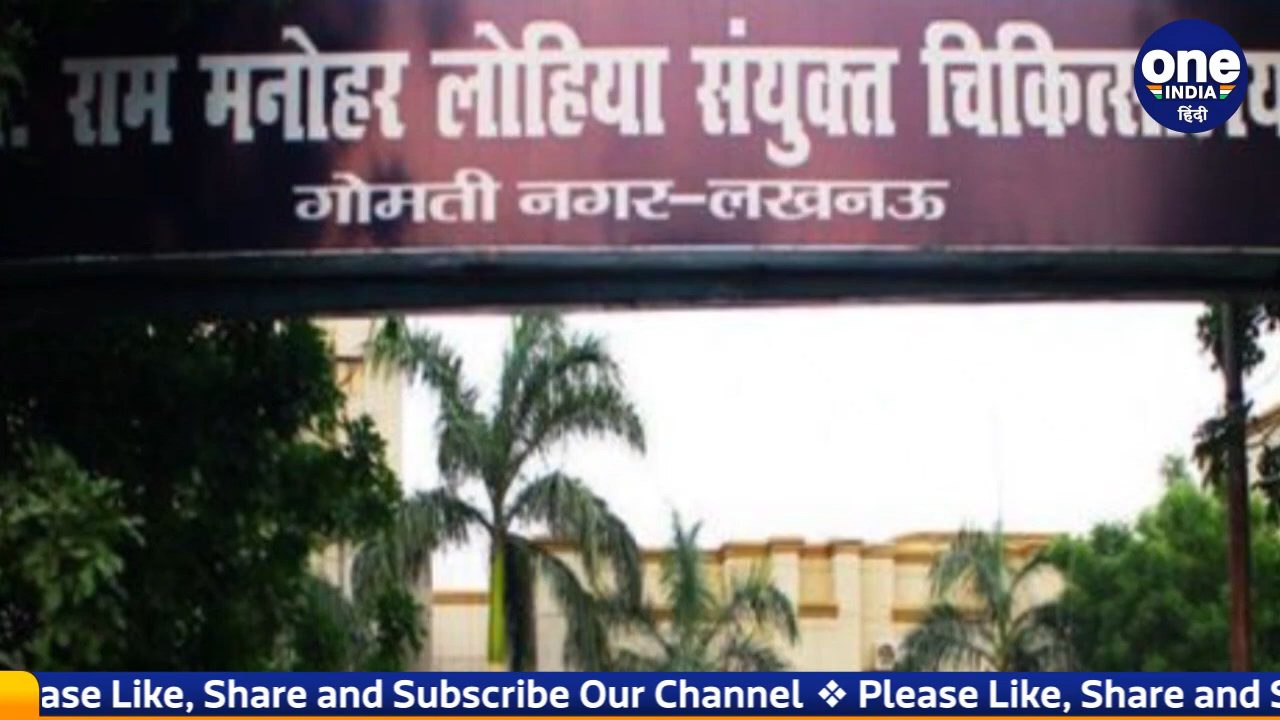 . राम मनोहर लोहिया संयुक्त
गोमती नगर-लखनऊ
one
INDIA
हिंदी
ase Like, Share and Subscribe Our Channel ❖ Please Like, Share and S